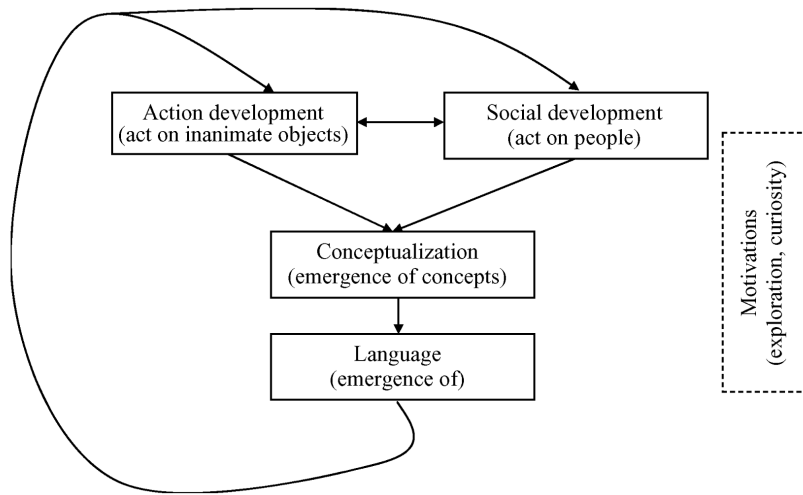 Action development
(act on inanimate objects)
Social development
(act on people)
Conceptualization
(emergence of concepts)
Language
(emergence of)
Motivations
(exploration, curiosity)